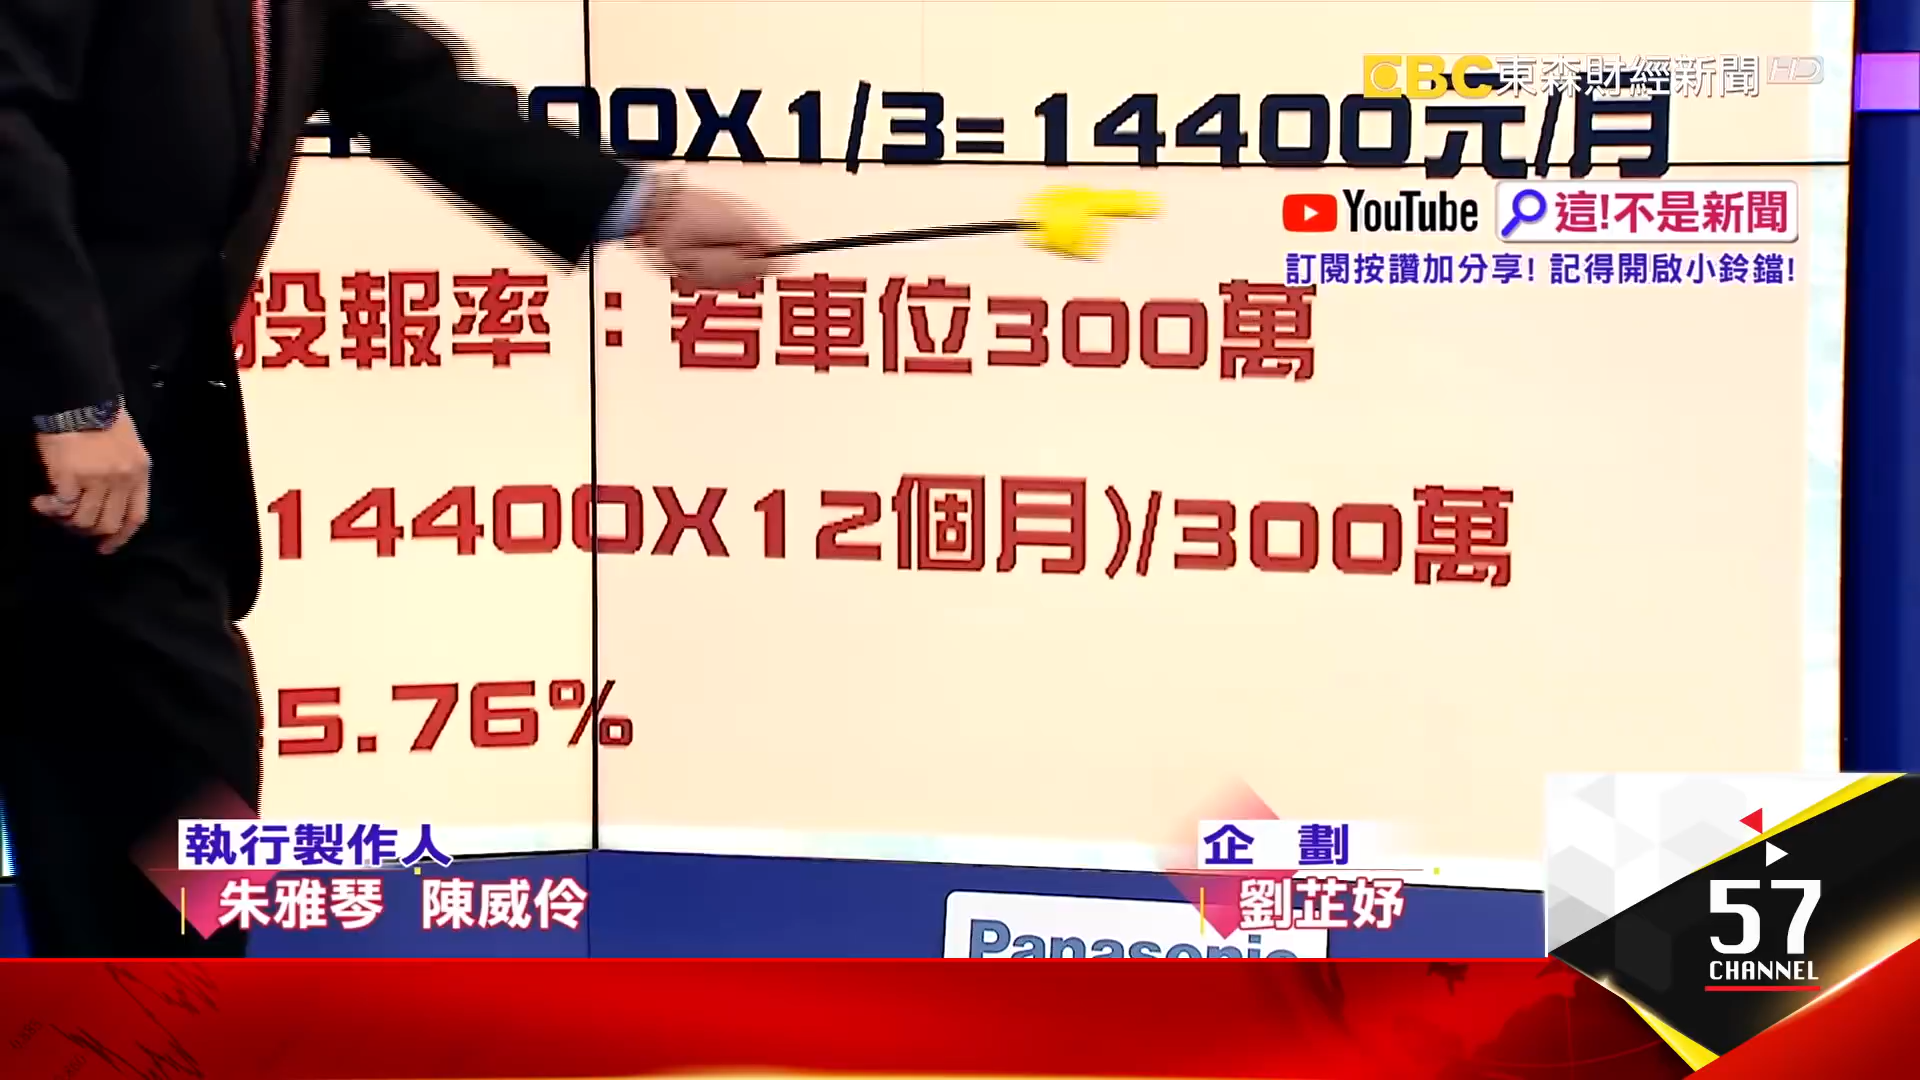 東森財經新聞 HD
00X1/3=14400元/月
YouTube 這!不是新聞
訂閱按讚加分享! 記得開啟小鈴鐺!
投報率：若車位300萬
14400X12個月)/300萬
5.76%
執行製作人
朱雅琴 陳威伶
企 劃
劉芷妤
Panasonic
57
CHANNEL